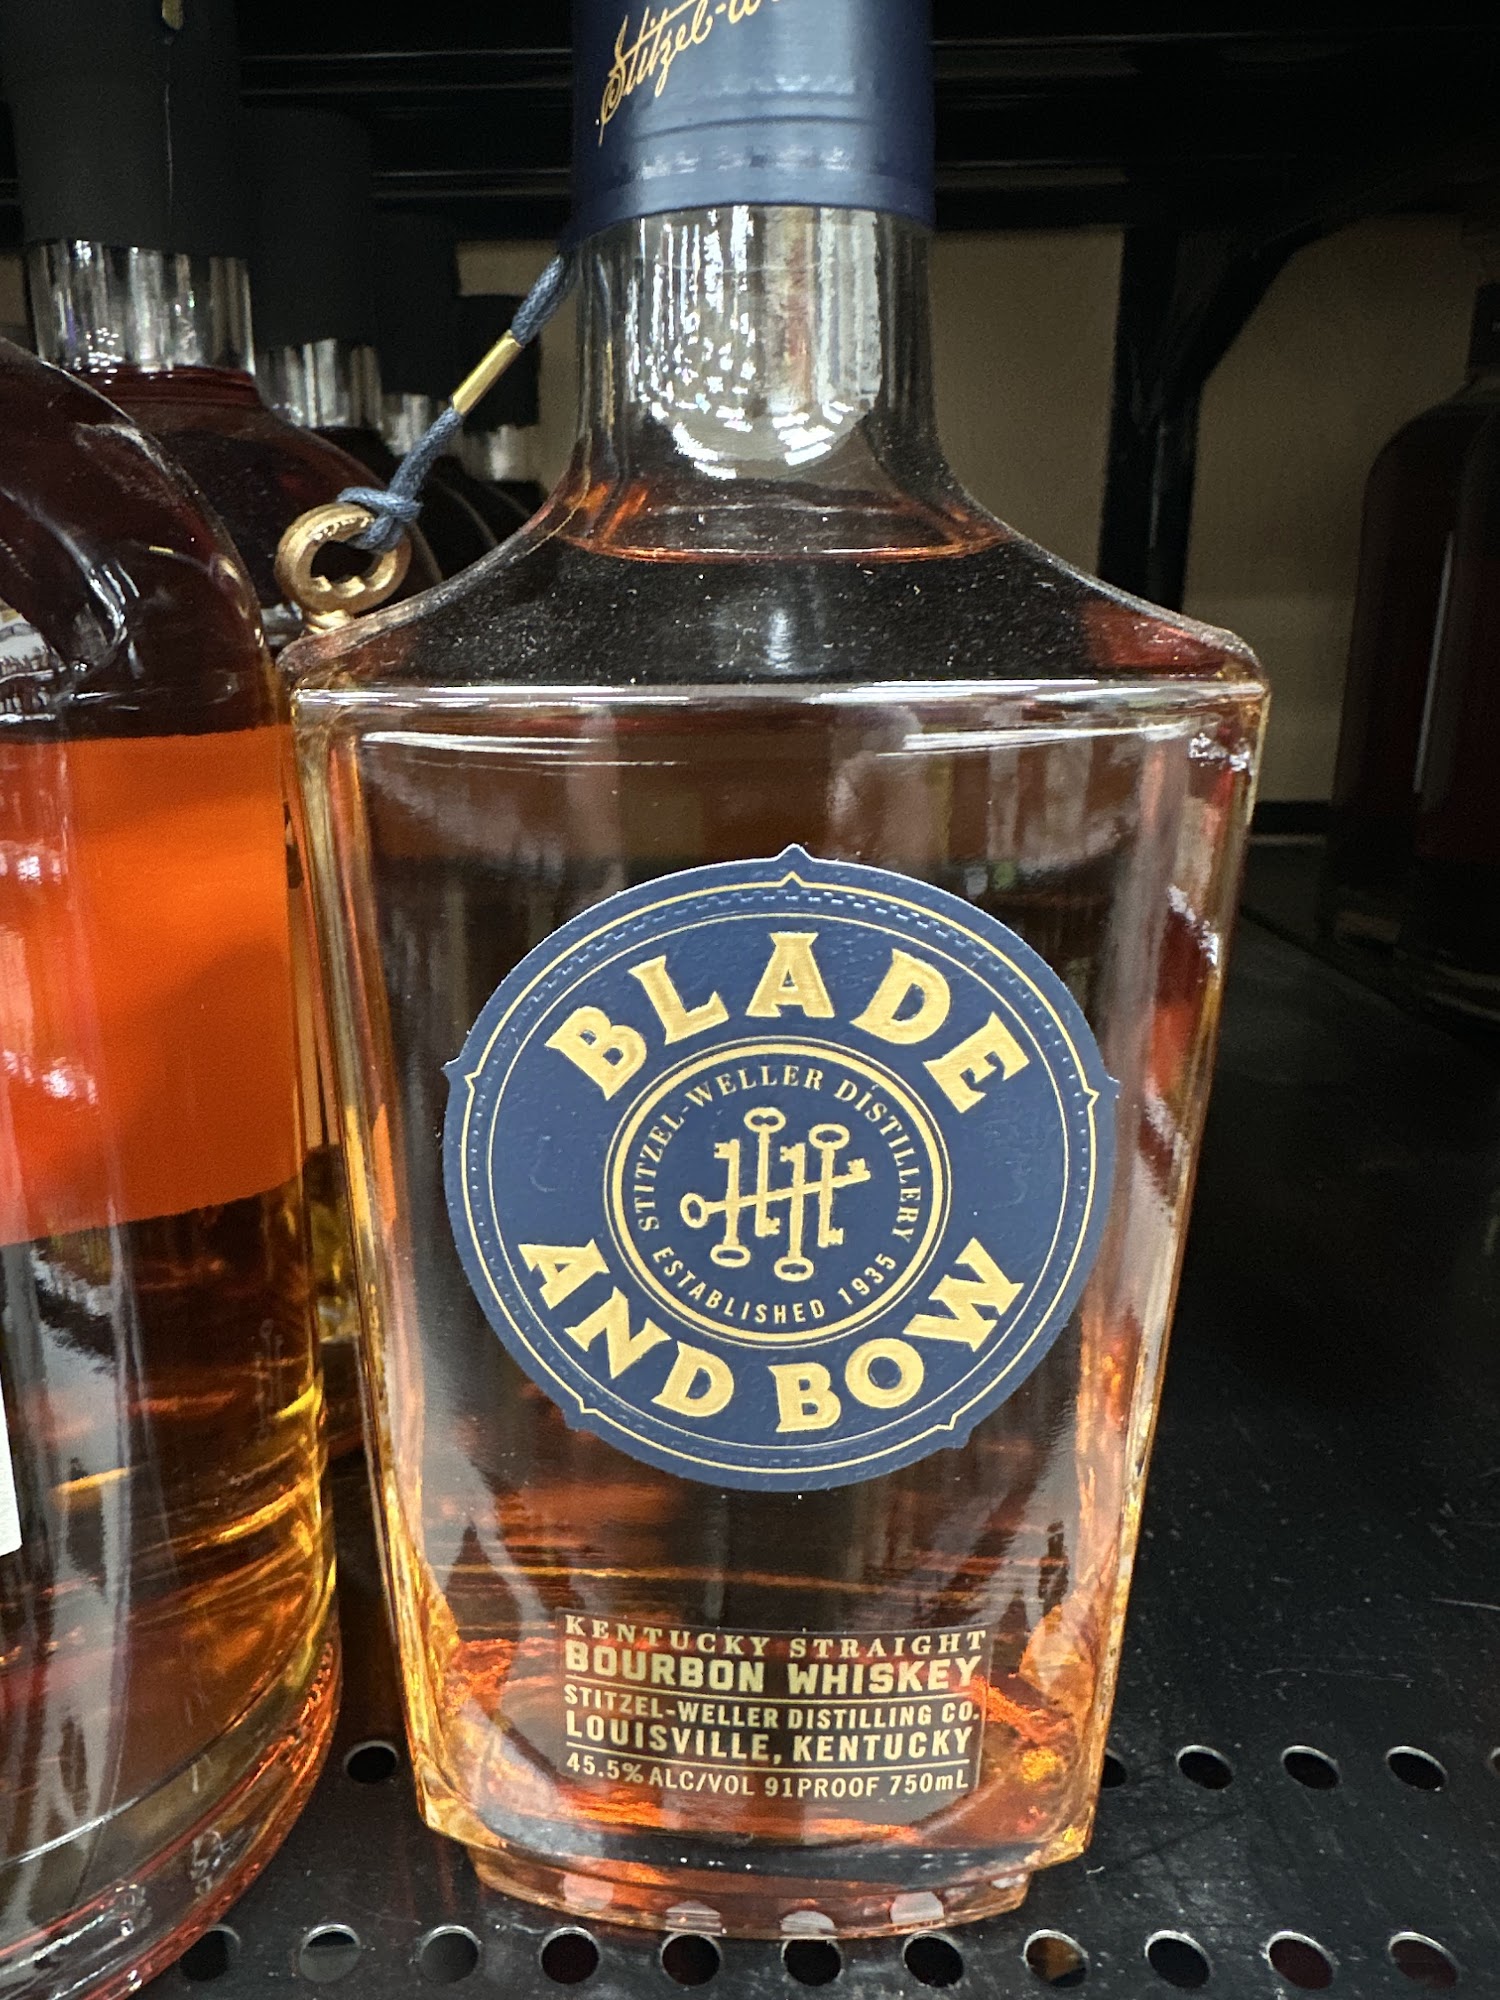 Stitzel-W
BLADE
STITZEL-WELLER DISTILLERY
ESTABLISHED 1935
AND BOW
KENTUCKY STRAIGHT
BOURBON WHISKEY
STITZEL-WELLER DISTILLING CO.
LOUISVILLE, KENTUCKY
45.5% ALC/VOL 91PROOF 750mL